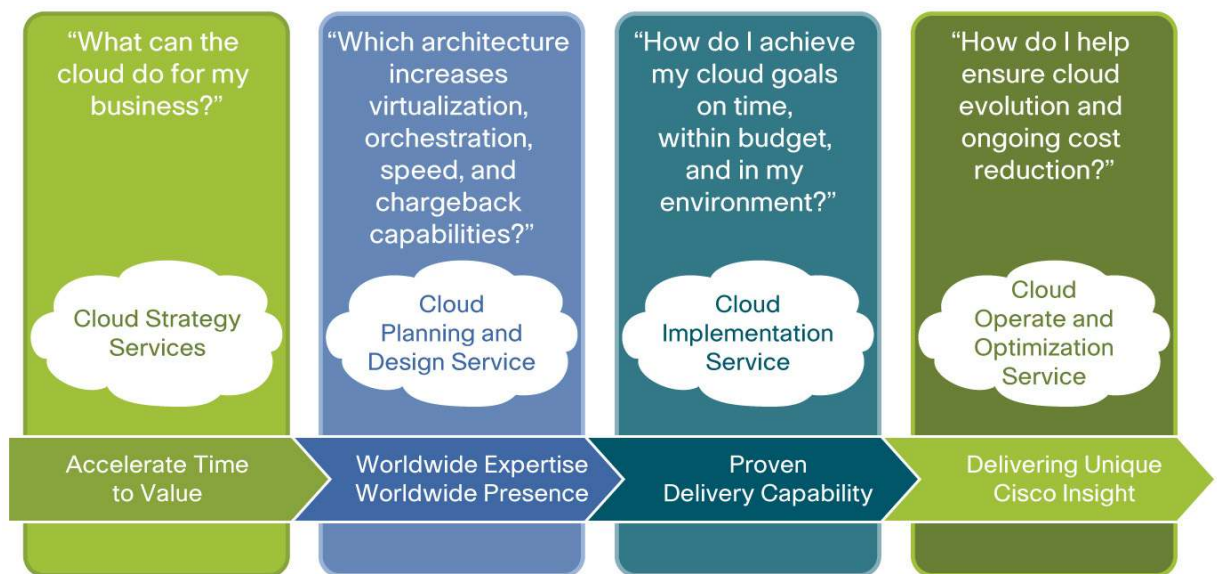 “What can the
cloud do for my
business?”
Cloud Strategy
Services
Accelerate Time
to Value
“Which architecture
increases
virtualization,
orchestration,
speed, and
chargeback
capabilities?”
Cloud
Planning and
Design Service
Worldwide Expertise
Worldwide Presence
“How do I achieve
my cloud goals
on time,
within budget,
and in my
environment?”
Cloud
Implementation
Service
Proven
Delivery Capability
“How do I help
ensure cloud
evolution and
ongoing cost
reduction?”
Cloud
Operate and
Optimization
Service
Delivering Unique
Cisco Insight